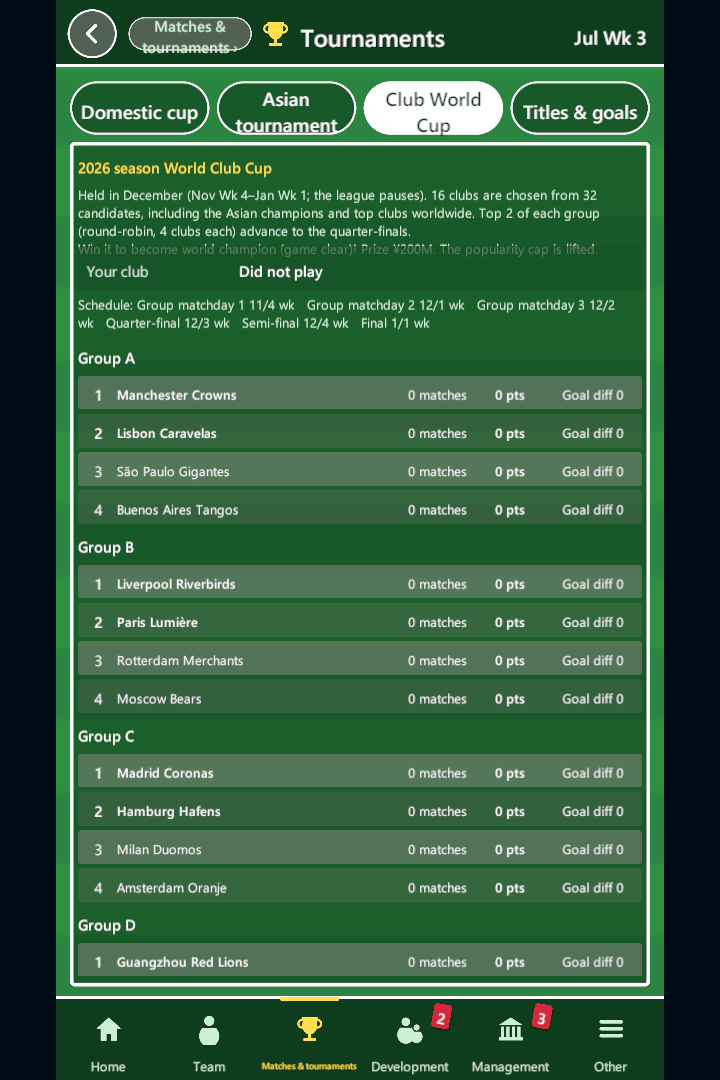 Matches &
tournaments ›
Tournaments
Jul Wk 3
Domestic cup
Asian
tournament
Club World
Cup
Titles & goals
2026 season World Club Cup
Held in December (Nov Wk 4–Jan Wk 1; the league pauses). 16 clubs are chosen from 32
candidates, including the Asian champions and top clubs worldwide. Top 2 of each group
(round-robin, 4 clubs each) advance to the quarter-finals.
Win it to become world champion (game clear)! Prize ¥200M. The popularity cap is lifted.
Your club Did not play
Schedule: Group matchday 1 11/4 wk Group matchday 2 12/1 wk Group matchday 3 12/2
wk Quarter-final 12/3 wk Semi-final 12/4 wk Final 1/1 wk
Group A
1 Manchester Crowns 0 matches 0 pts Goal diff 0
2 Lisbon Caravelas 0 matches 0 pts Goal diff 0
3 São Paulo Gigantes 0 matches 0 pts Goal diff 0
4 Buenos Aires Tangos 0 matches 0 pts Goal diff 0
Group B
1 Liverpool Riverbirds 0 matches 0 pts Goal diff 0
2 Paris Lumière 0 matches 0 pts Goal diff 0
3 Rotterdam Merchants 0 matches 0 pts Goal diff 0
4 Moscow Bears 0 matches 0 pts Goal diff 0
Group C
1 Madrid Coronas 0 matches 0 pts Goal diff 0
2 Hamburg Hafens 0 matches 0 pts Goal diff 0
3 Milan Duomos 0 matches 0 pts Goal diff 0
4 Amsterdam Oranje 0 matches 0 pts Goal diff 0
Group D
1 Guangzhou Red Lions 0 matches 0 pts Goal diff 0
2 3
Home Team Matches & tournaments Development Management Other